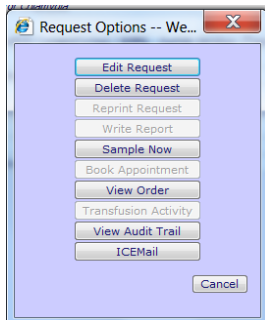 Request Options -- We...
Edit Request
Delete Request
Reprint Request
Write Report
Sample Now
Book Appointment
View Order
Transfusion Activity
View Audit Trail
ICEMail
Cancel